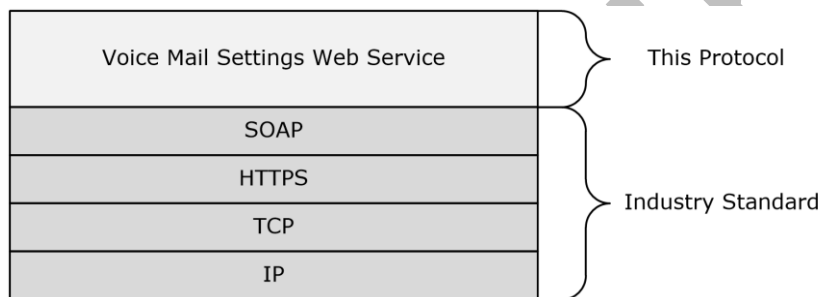 Voice Mail Settings Web Service
This Protocol
SOAP
HTTPS
Industry Standard
TCP
IP